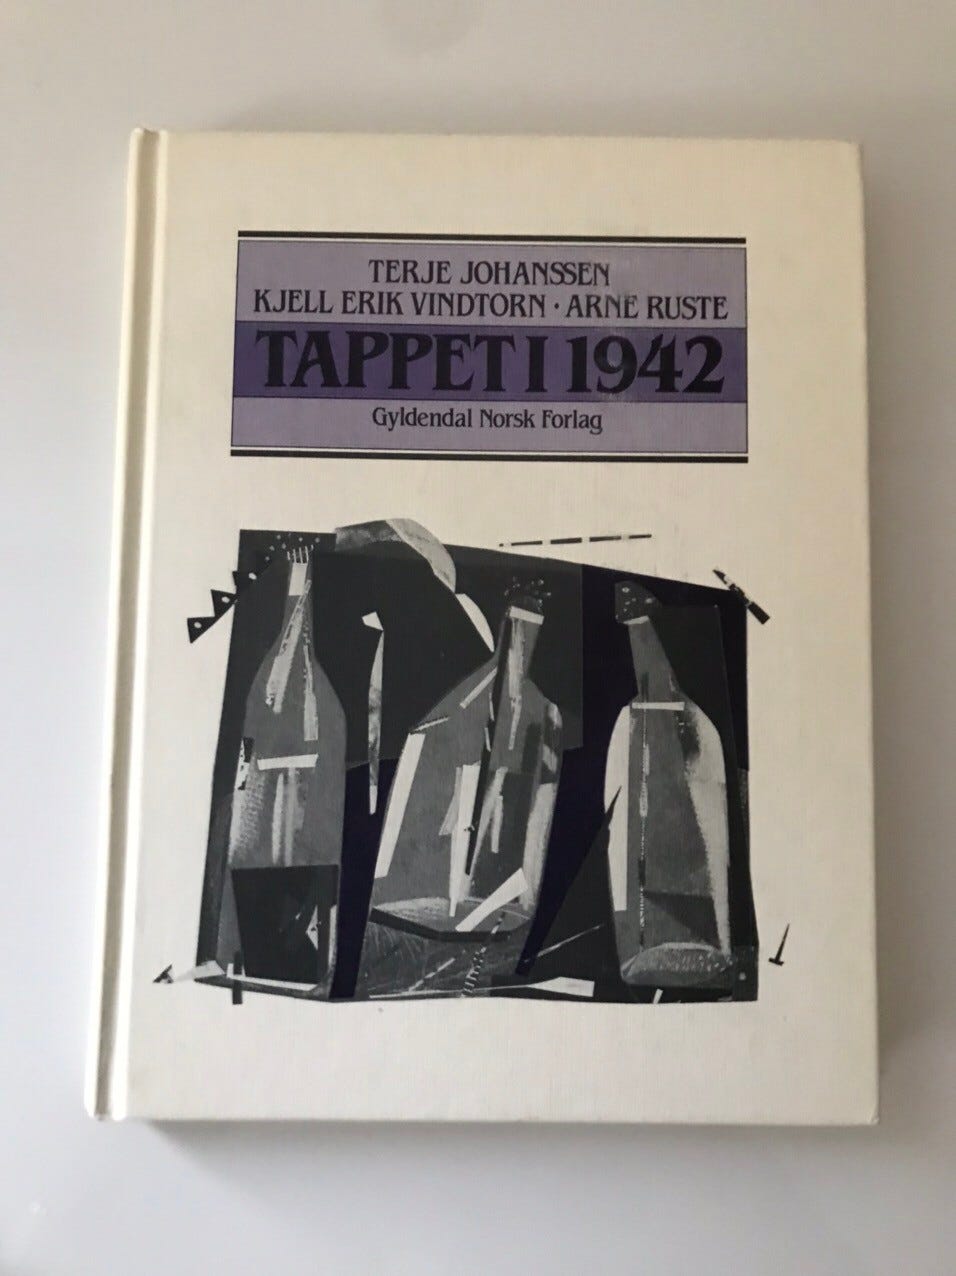 TERJE JOHANSSEN
KJELL ERIK VINDTORN · ARNE RUSTE
TAPPET I 1942
Gyldendal Norsk Forlag